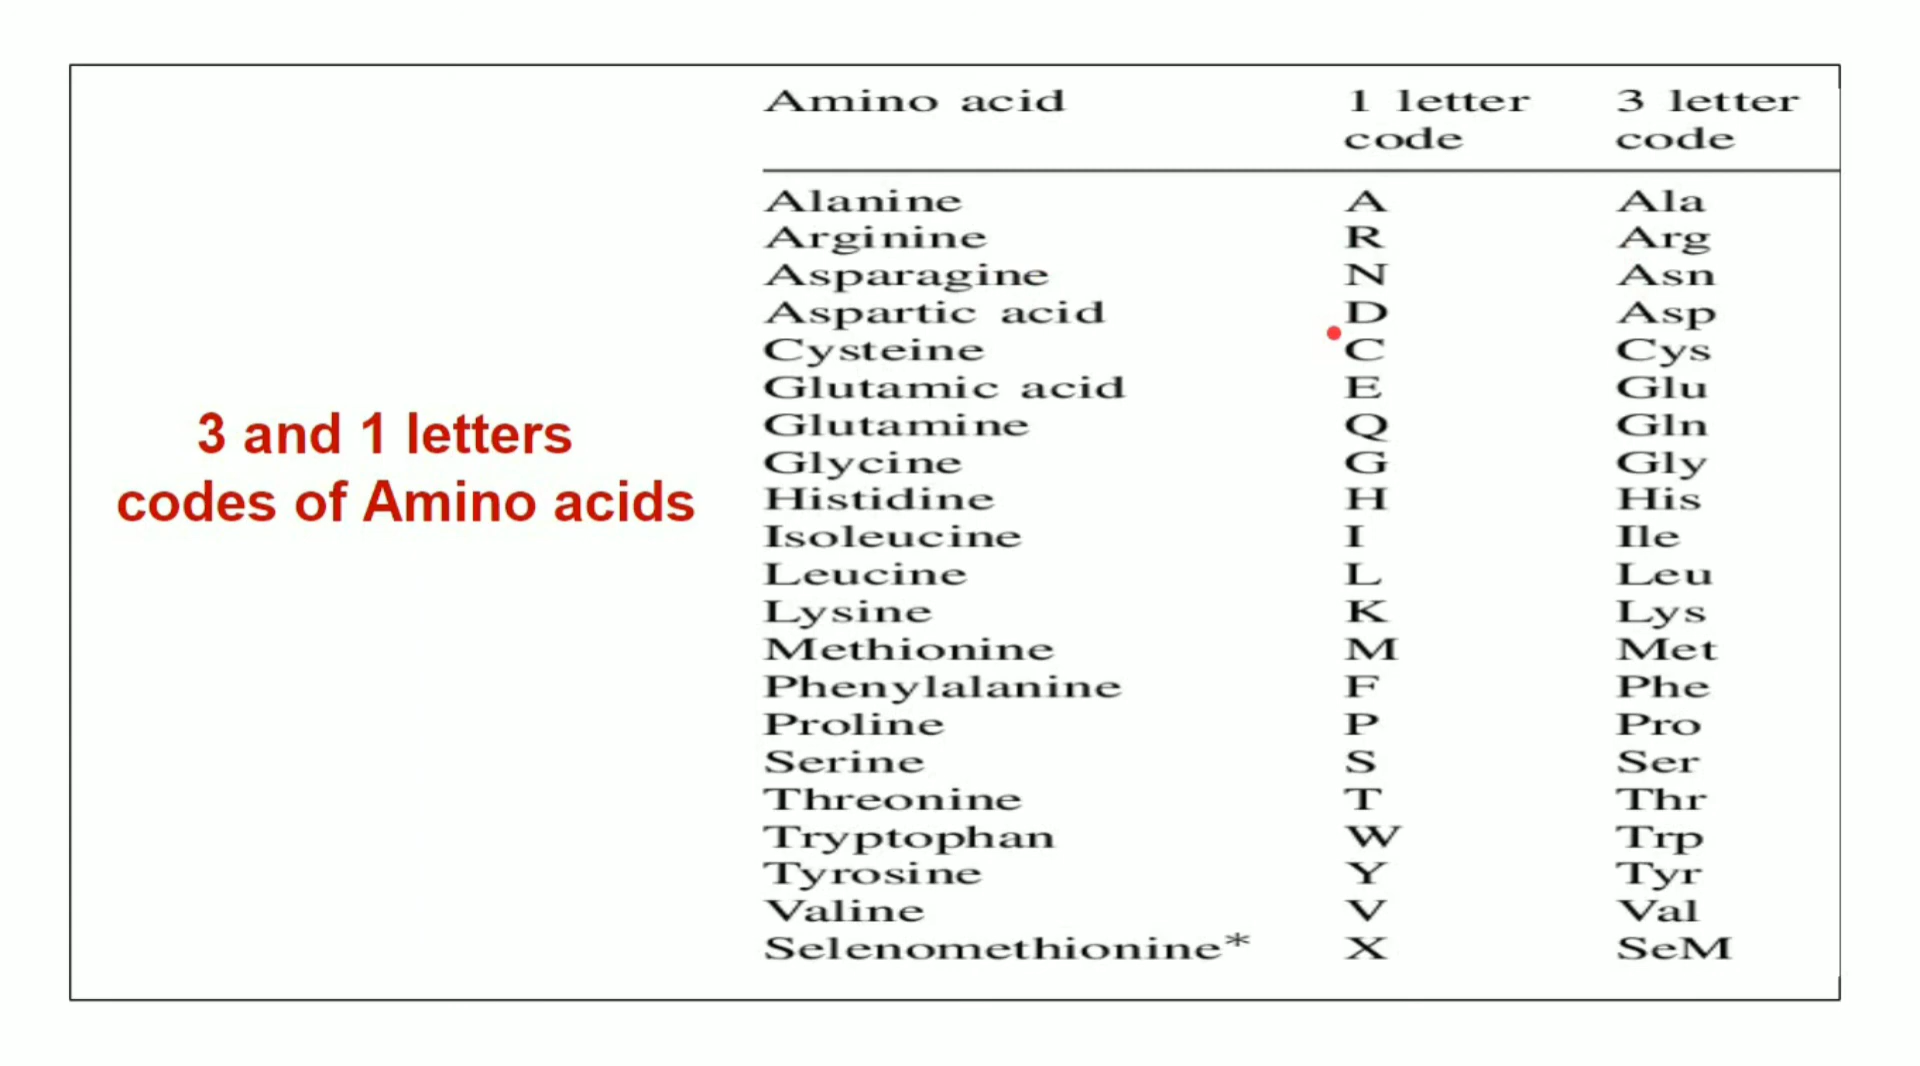 3 and 1 letters
codes of Amino acids
Amino acid 1 letter code 3 letter code
Alanine A Ala
Arginine R Arg
Asparagine N Asn
Aspartic acid D Asp
Cysteine C Cys
Glutamic acid E Glu
Glutamine Q Gln
Glycine G Gly
Histidine H His
Isoleucine I Ile
Leucine L Leu
Lysine K Lys
Methionine M Met
Phenylalanine F Phe
Proline P Pro
Serine S Ser
Threonine T Thr
Tryptophan W Trp
Tyrosine Y Tyr
Valine V Val
Selenomethionine* X SeM